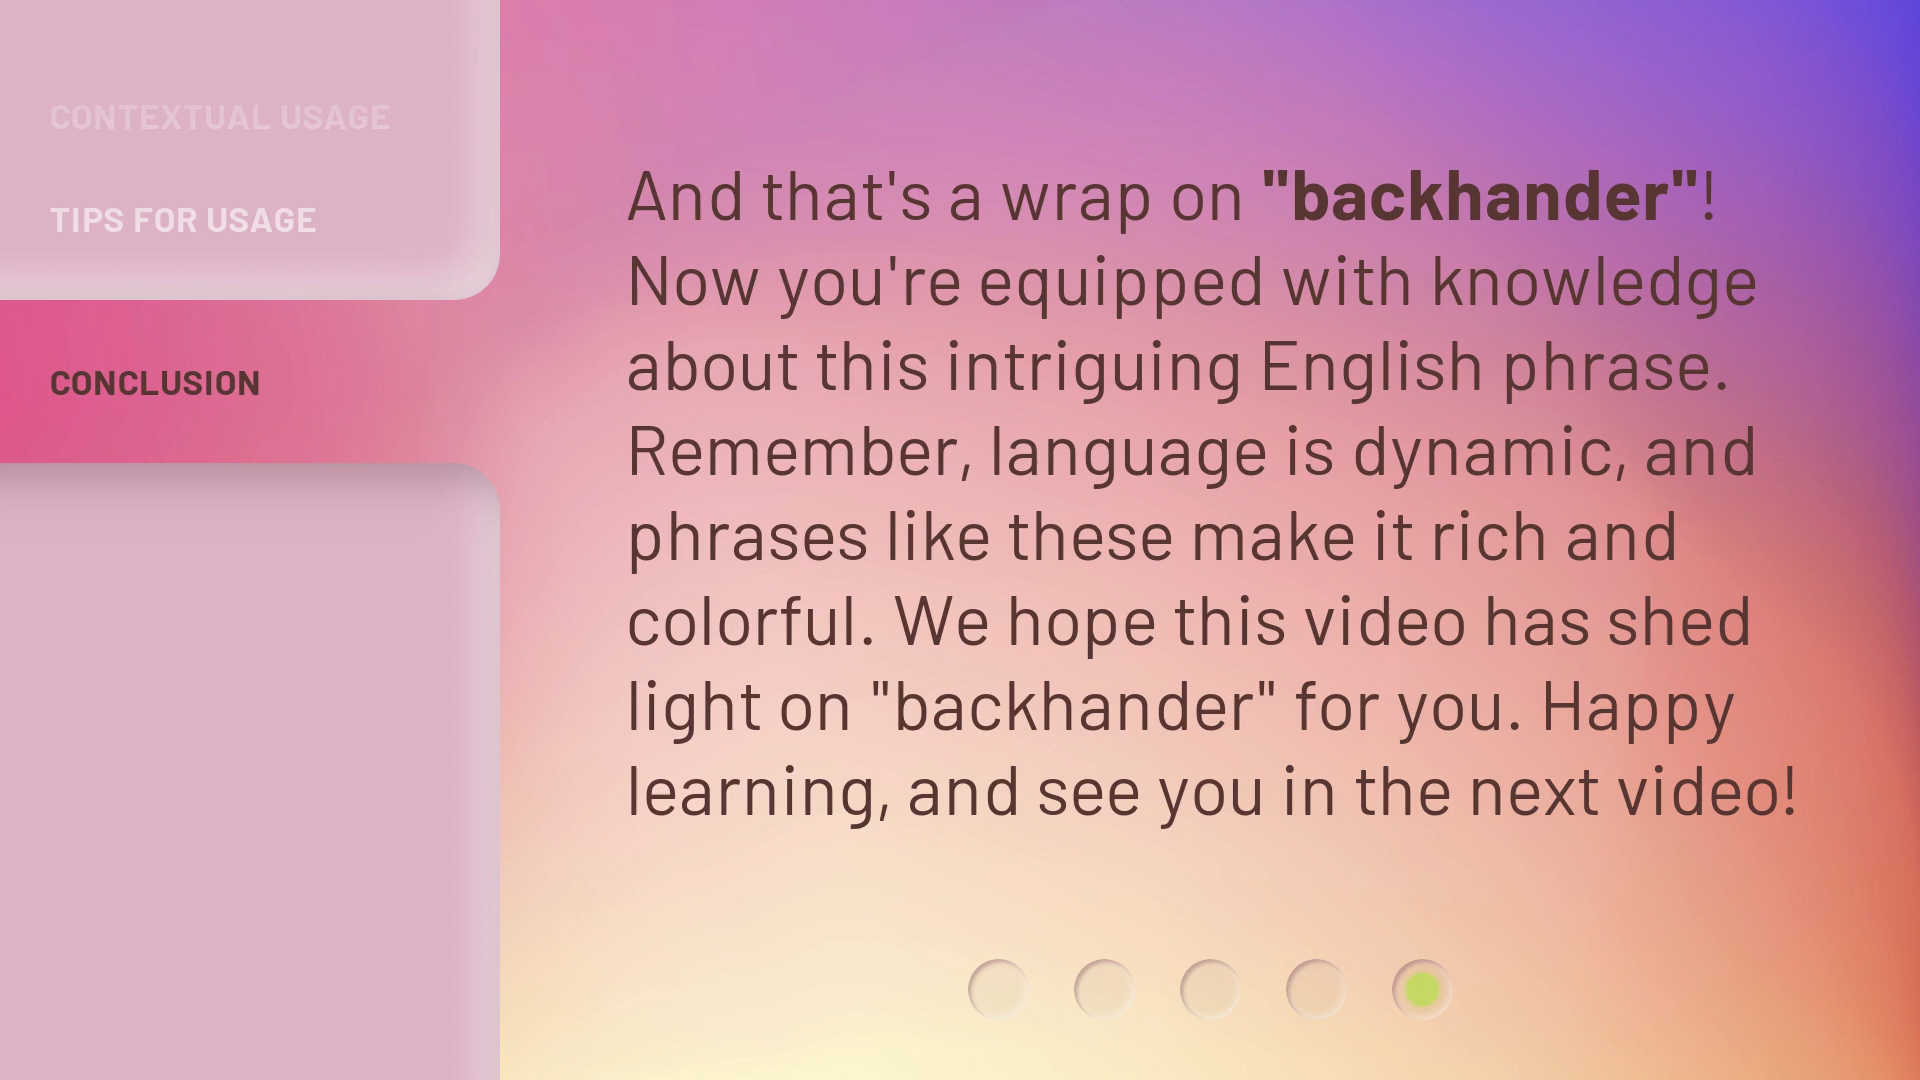 CONTEXTUAL USAGE
TIPS FOR USAGE
CONCLUSION
And that's a wrap on "backhander"!
Now you're equipped with knowledge
about this intriguing English phrase.
Remember, language is dynamic, and
phrases like these make it rich and
colorful. We hope this video has shed
light on "backhander" for you. Happy
learning, and see you in the next video!